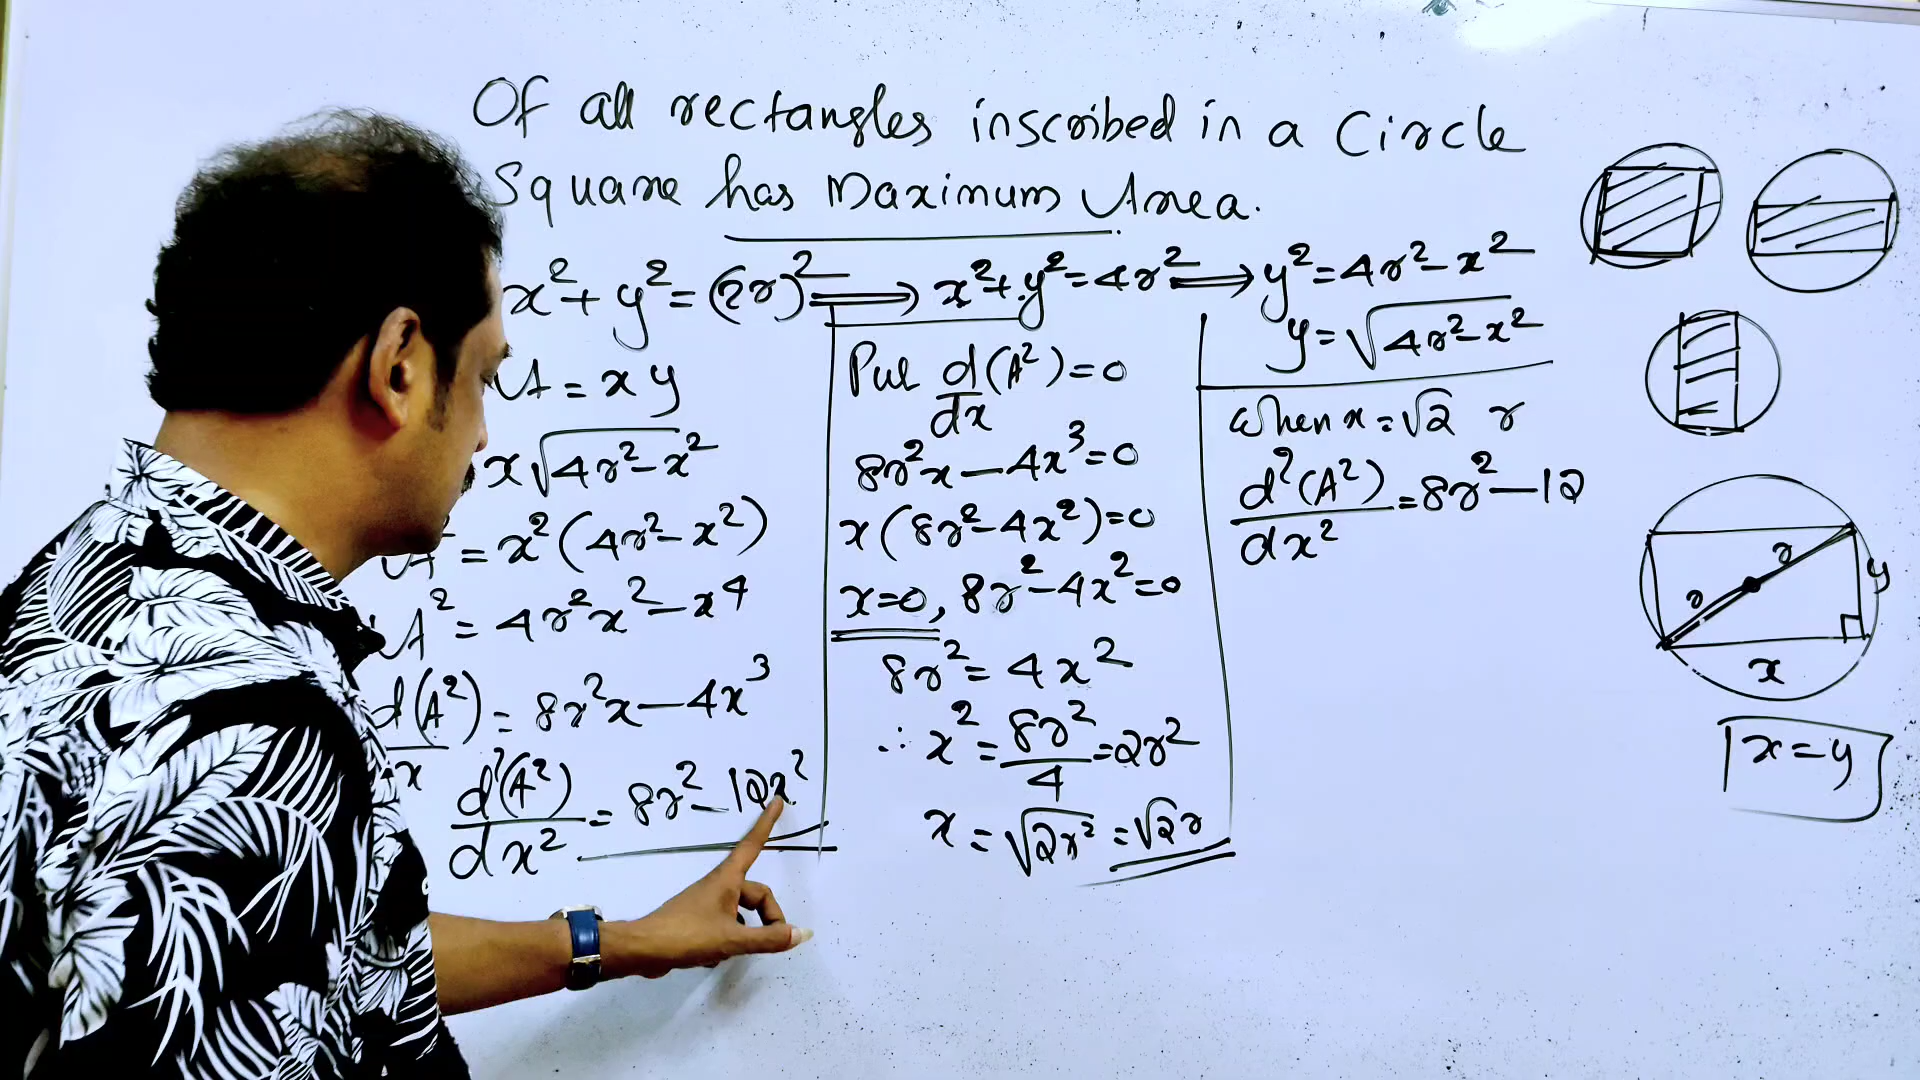 Of all rectangles inscribed in a Circle
Square has Maximum Area.
x²+ y² = (2r)² ⟹ x²+y²=4r² ⟹ y²=4r²-x²
y=√(4r²-x²)
A = xy
x√(4r²-x²)
² = x²(4r²-x²)
A² = 4r²x²-x⁴
d(A²) = 8r²x-4x³
x
d²(A²)/dx² = 8r²-12x²
Put d/dx (A²)=0
8r²x-4x³=0
x(8r²-4x²)=0
x=0, 8r²-4x²=0
8r²=4x²
∴ x²=8r²/4=2r²
x=√2r² =√2r
When x=√2 r
d²(A²)/dx² =8r²-12
r
r
y
x
x=y